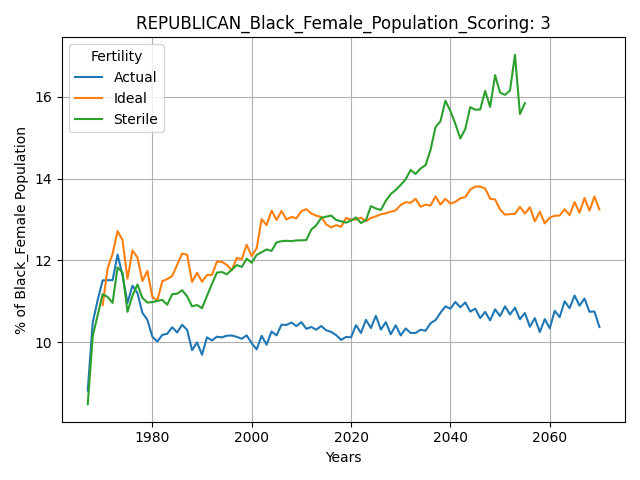 REPUBLICAN_Black_Female_Population_Scoring: 3
Fertility
Actual
Ideal
Sterile
% of Black_Female Population
16
14
12
10
1980
2000
2020
2040
2060
Years